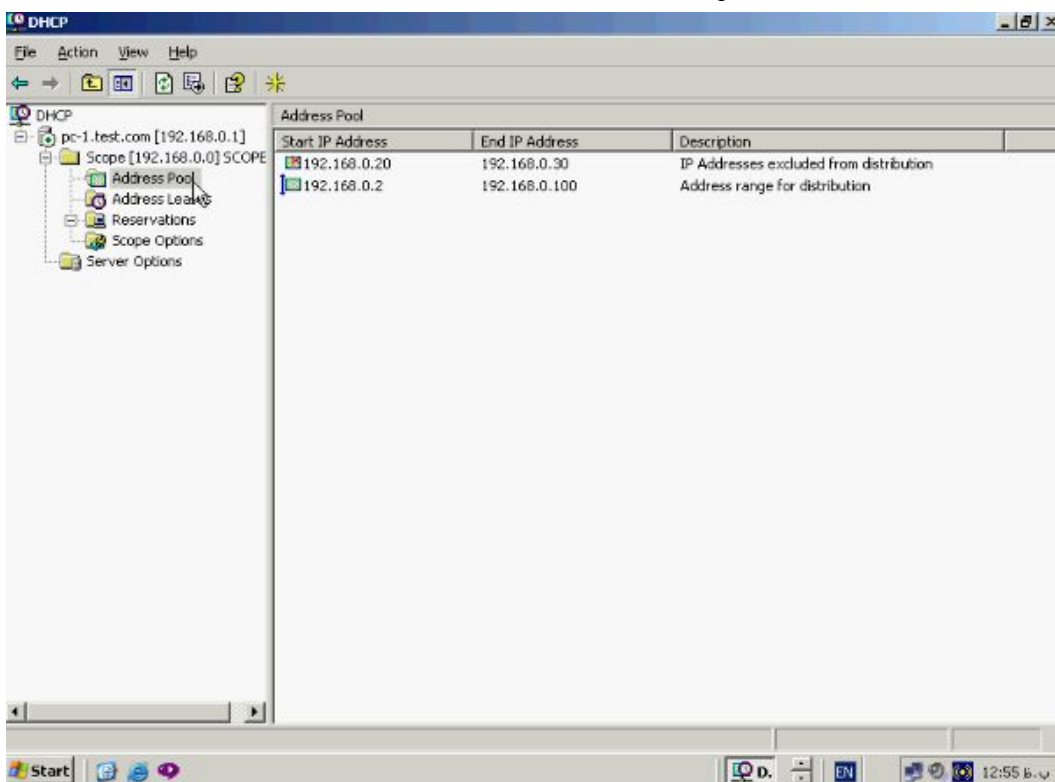 DHCP
File Action View Help
DHCP
pc-1.test.com [192.168.0.1]
Scope [192.168.0.0] SCOPE
Address Pool
Address Leases
Reservations
Scope Options
Server Options
Address Pool
Start IP Address End IP Address Description
192.168.0.20 192.168.0.30 IP Addresses excluded from distribution
192.168.0.2 192.168.0.100 Address range for distribution
Start D. EN 12:55 ب.ظ